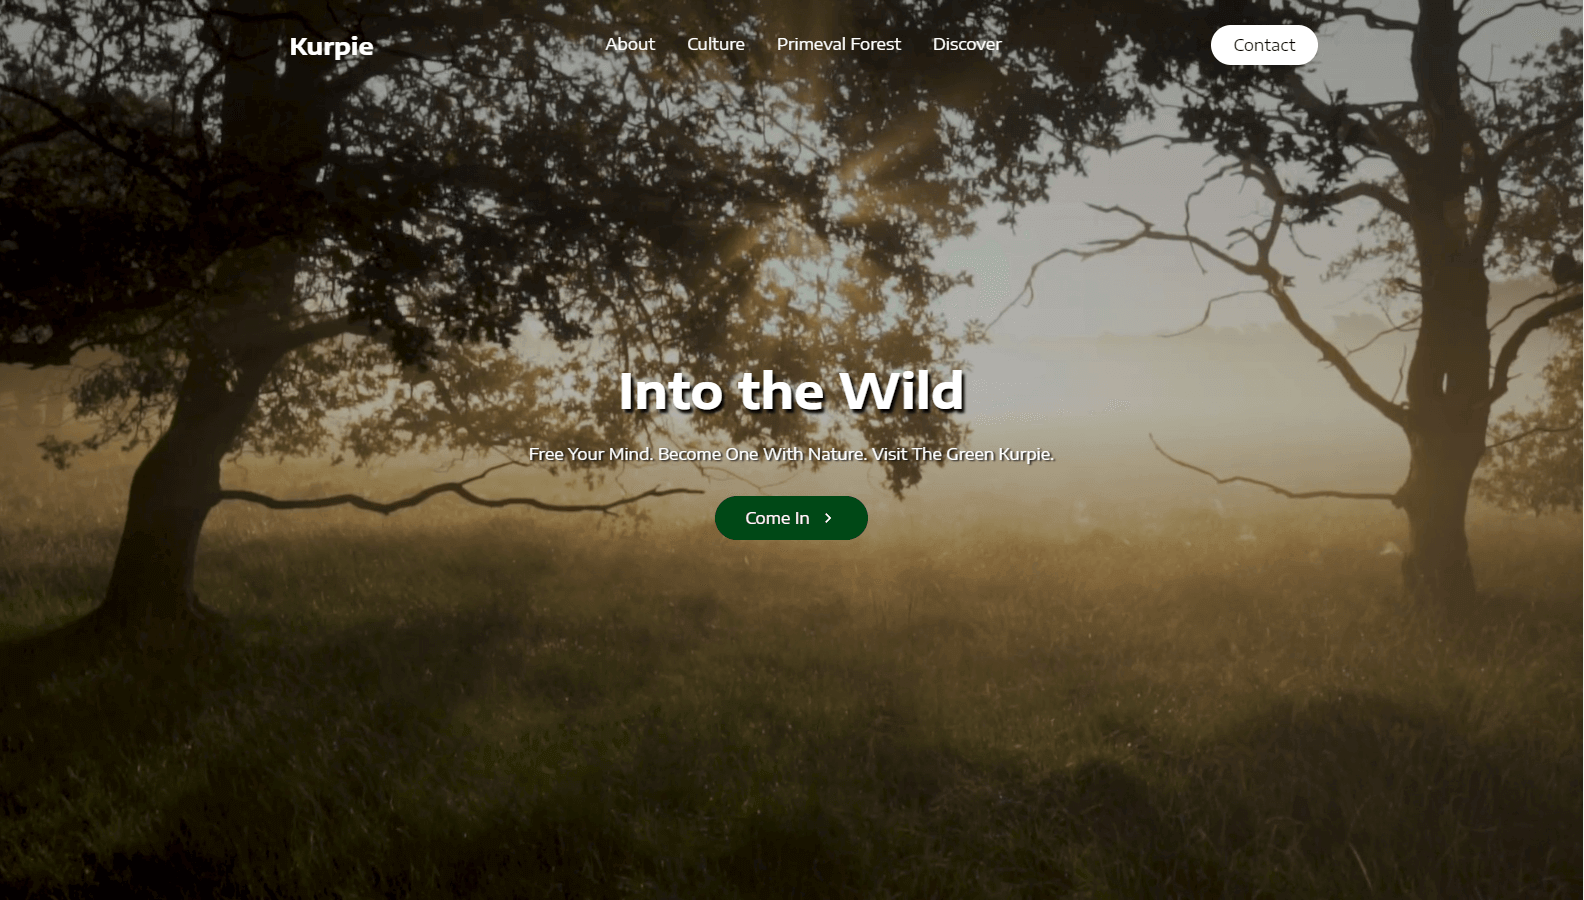 Kurpie
About
Culture
Primeval Forest
Discover
Contact
Into the Wild
Free Your Mind. Become One With Nature. Visit The Green Kurpie.
Come In